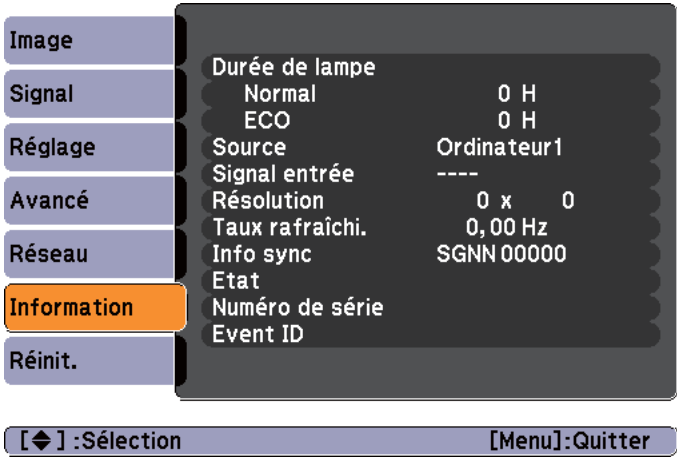 Image
Signal
Réglage
Avancé
Réseau
Information
Réinit.
Durée de lampe
Normal 0 H
ECO 0 H
Source Ordinateur1
Signal entrée ----
Résolution 0 x 0
Taux rafraîchi. 0,00 Hz
Info sync SGNN 00000
Etat
Numéro de série
Event ID
[◆] :Sélection [Menu]:Quitter